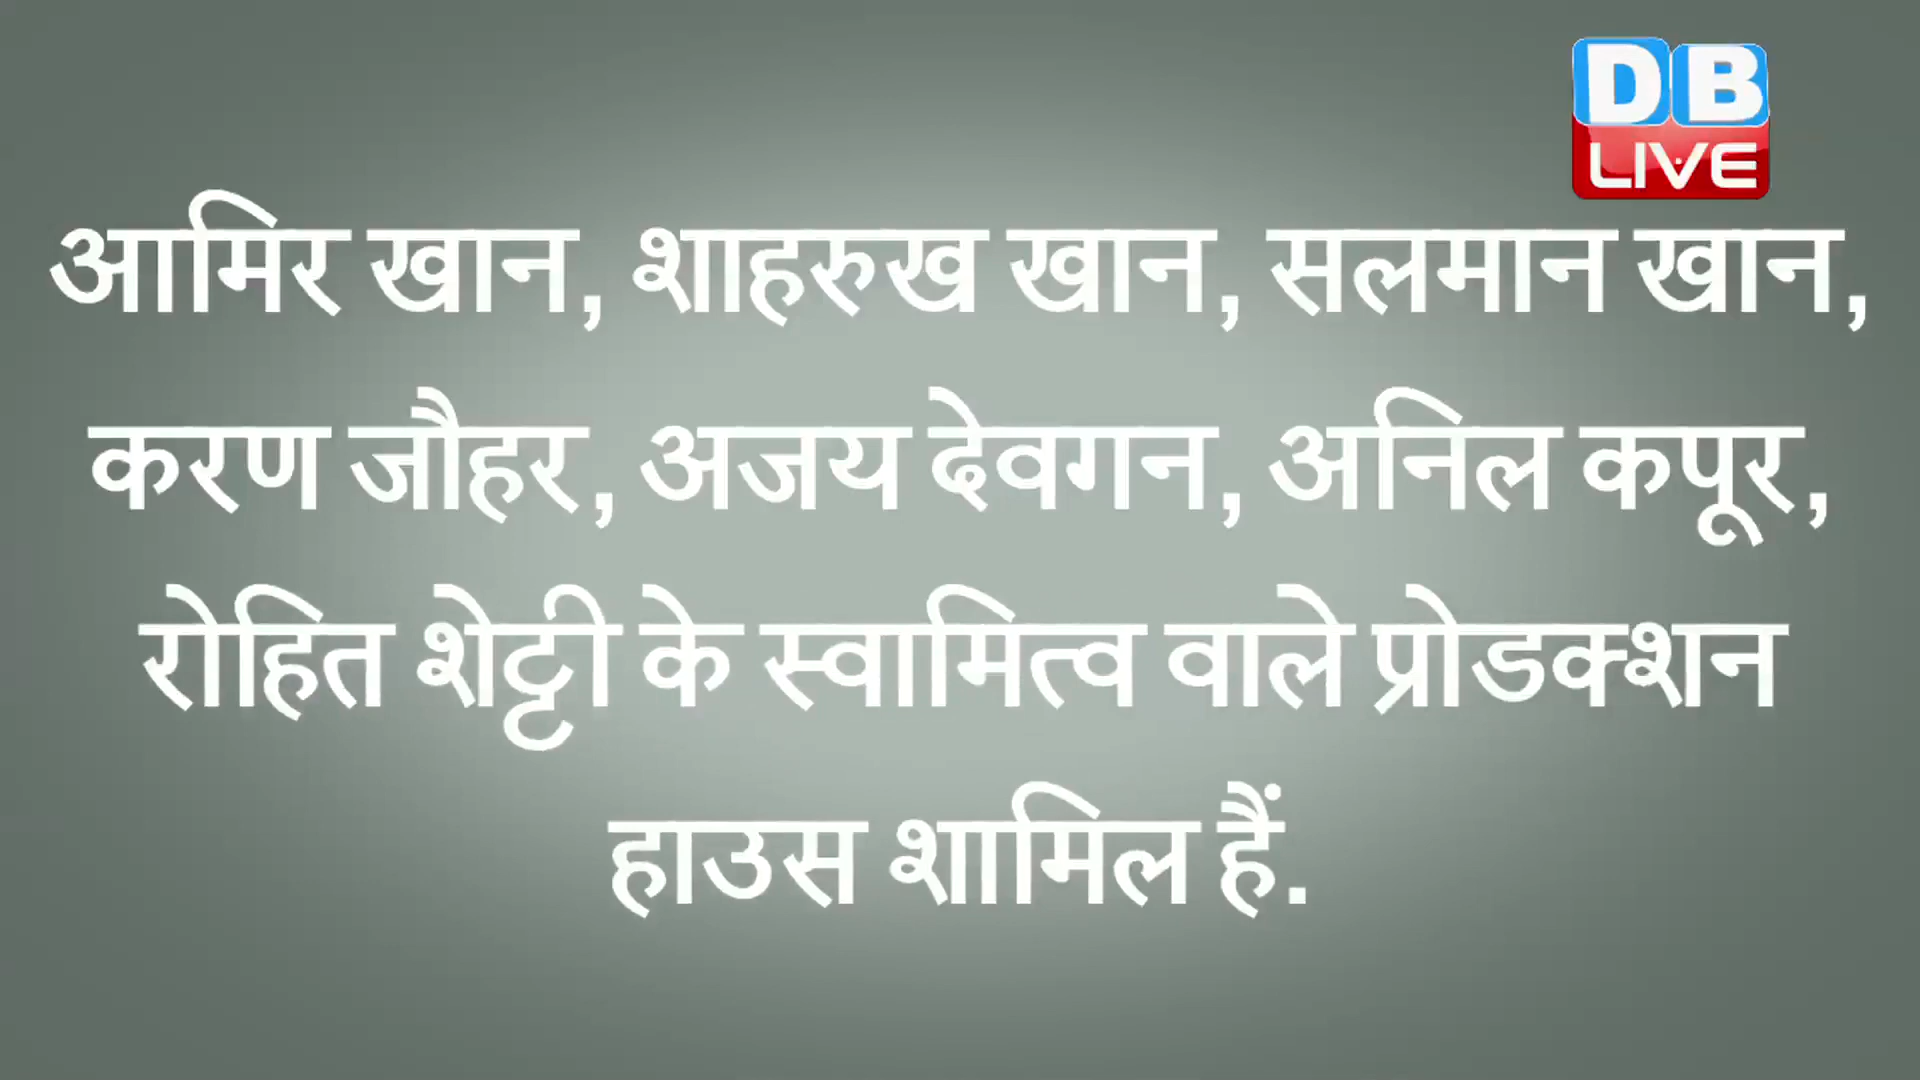 DB
LIVE
आमिर खान, शाहरुख खान, सलमान खान,
करण जौहर, अजय देवगन, अनिल कपूर,
रोहित शेट्टी के स्वामित्व वाले प्रोडक्शन
हाउस शामिल हैं.